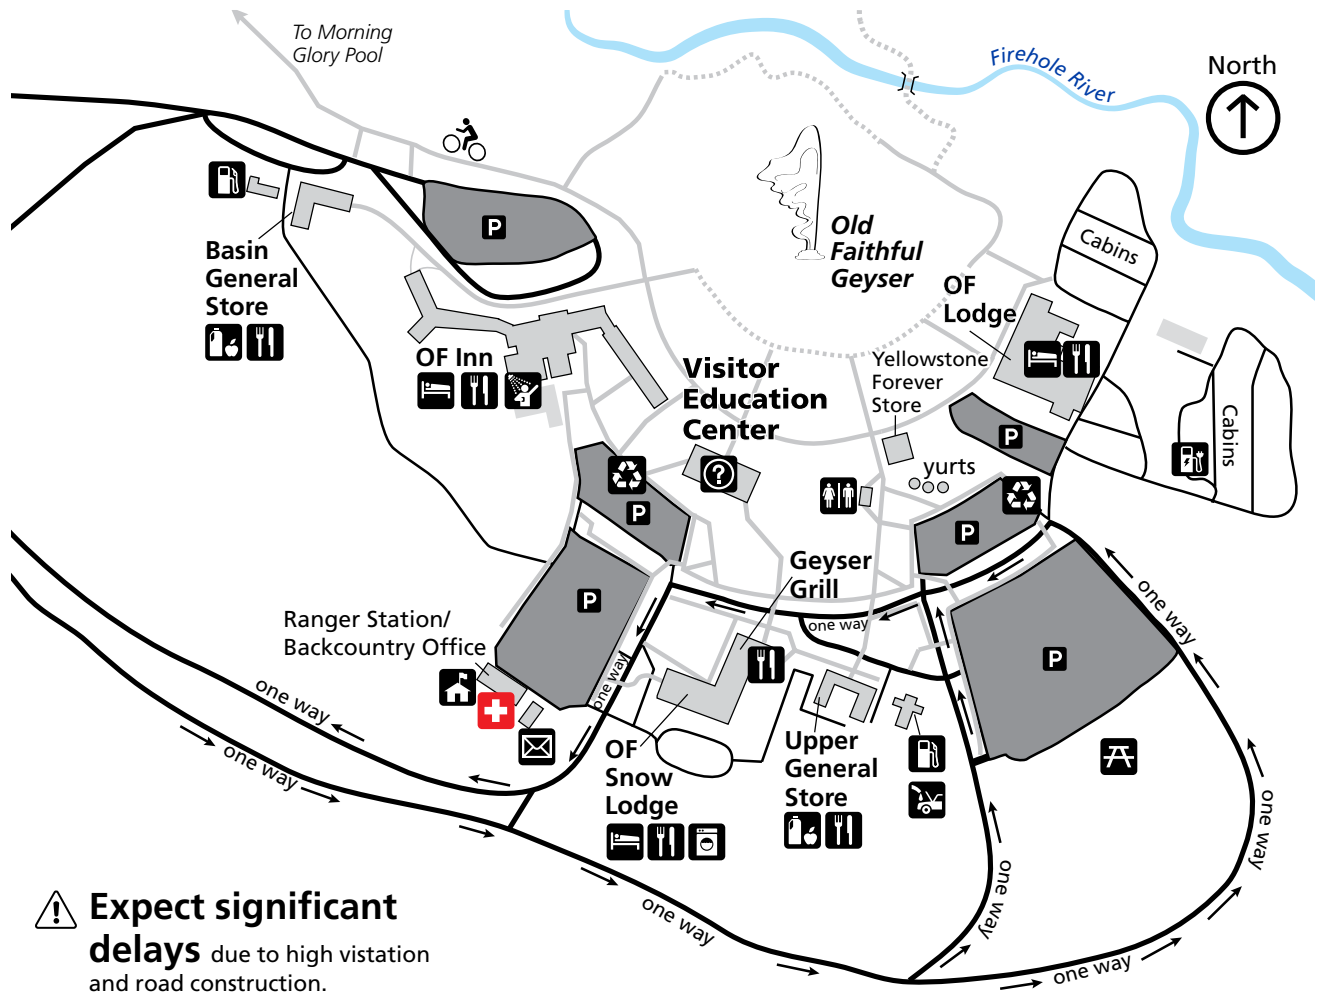 To Morning
Glory Pool
Firehole River
North
P
Old
Faithful
Geyser
Cabins
Basin
General
Store
OF
Lodge
OF Inn
Visitor
Education
Center
?
Yellowstone
Forever
Store
P
Cabins
yurts
P
P
Geyser
Grill
P
P
one way
one way
Ranger Station/
Backcountry Office
one way
one way
one way
OF
Snow
Lodge
Upper
General
Store
one way
one way
one way
one way
! Expect significant
delays due to high vistation
and road construction.